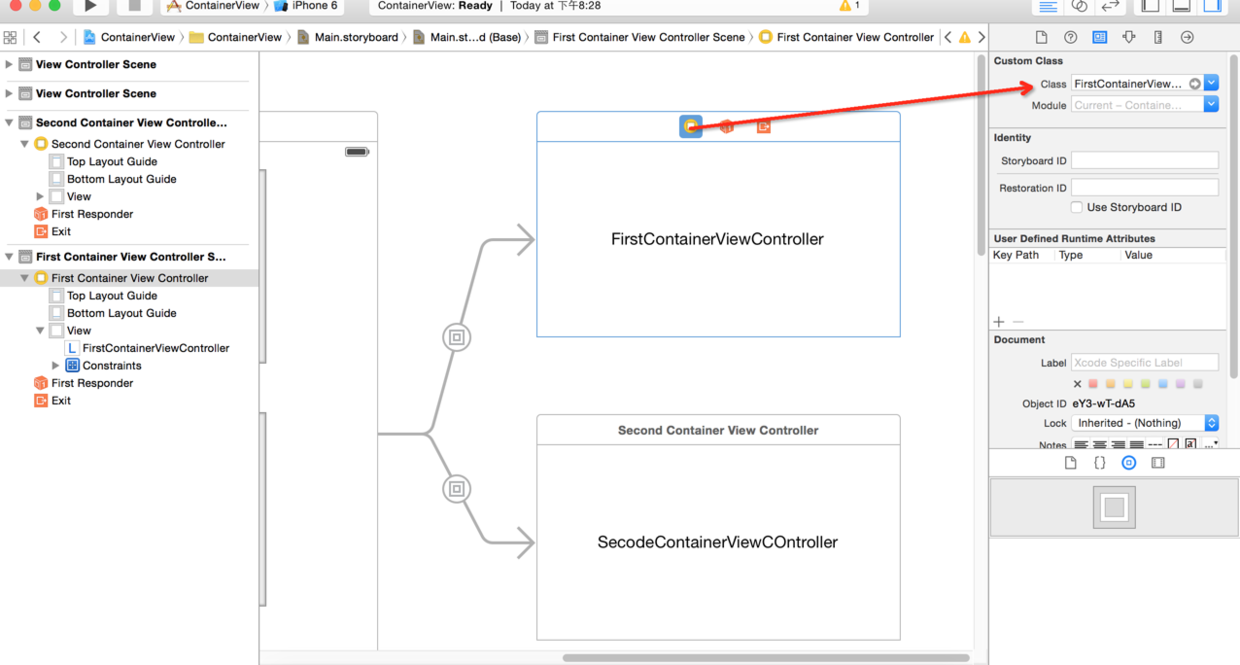 ContainerView 〉 iPhone 6
ContainerView: Ready | Today at 下午8:28
1
ContainerView 〉 ContainerView 〉 Main.storyboard 〉 Main.st...d (Base) 〉 First Container View Controller Scene 〉 First Container View Controller
View Controller Scene
View Controller Scene
Second Container View Controlle...
Second Container View Controller
Top Layout Guide
Bottom Layout Guide
View
First Responder
Exit
First Container View Controller S...
First Container View Controller
Top Layout Guide
Bottom Layout Guide
View
L FirstContainerViewController
Constraints
First Responder
Exit
FirstContainerViewController
Second Container View Controller
SecodeContainerViewCOntroller
Custom Class
Class FirstContainerView...
Module Current – Containe...
Identity
Storyboard ID
Restoration ID
Use Storyboard ID
User Defined Runtime Attributes
Key Path Type Value
Document
Label Xcode Specific Label
Object ID eY3-wT-dA5
Lock Inherited - (Nothing)
Notes